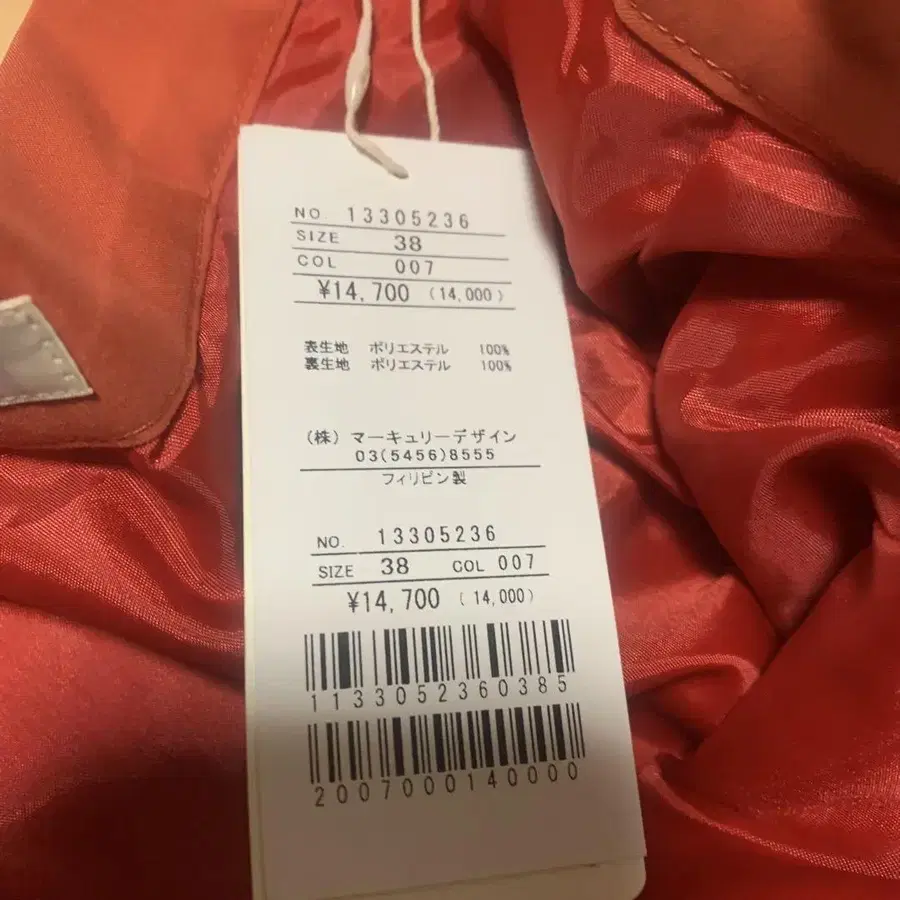 NO. 13305236
SIZE 38
COL 007
¥14,700 (14,000)
表生地 ポリエステル 100%
裏生地 ポリエステル 100%
(株) マーキュリーデザイン
03(5456)8555
フィリピン製
NO. 13305236
SIZE 38 COL 007
¥14,700 (14,000)
1133052360385
2007000140000